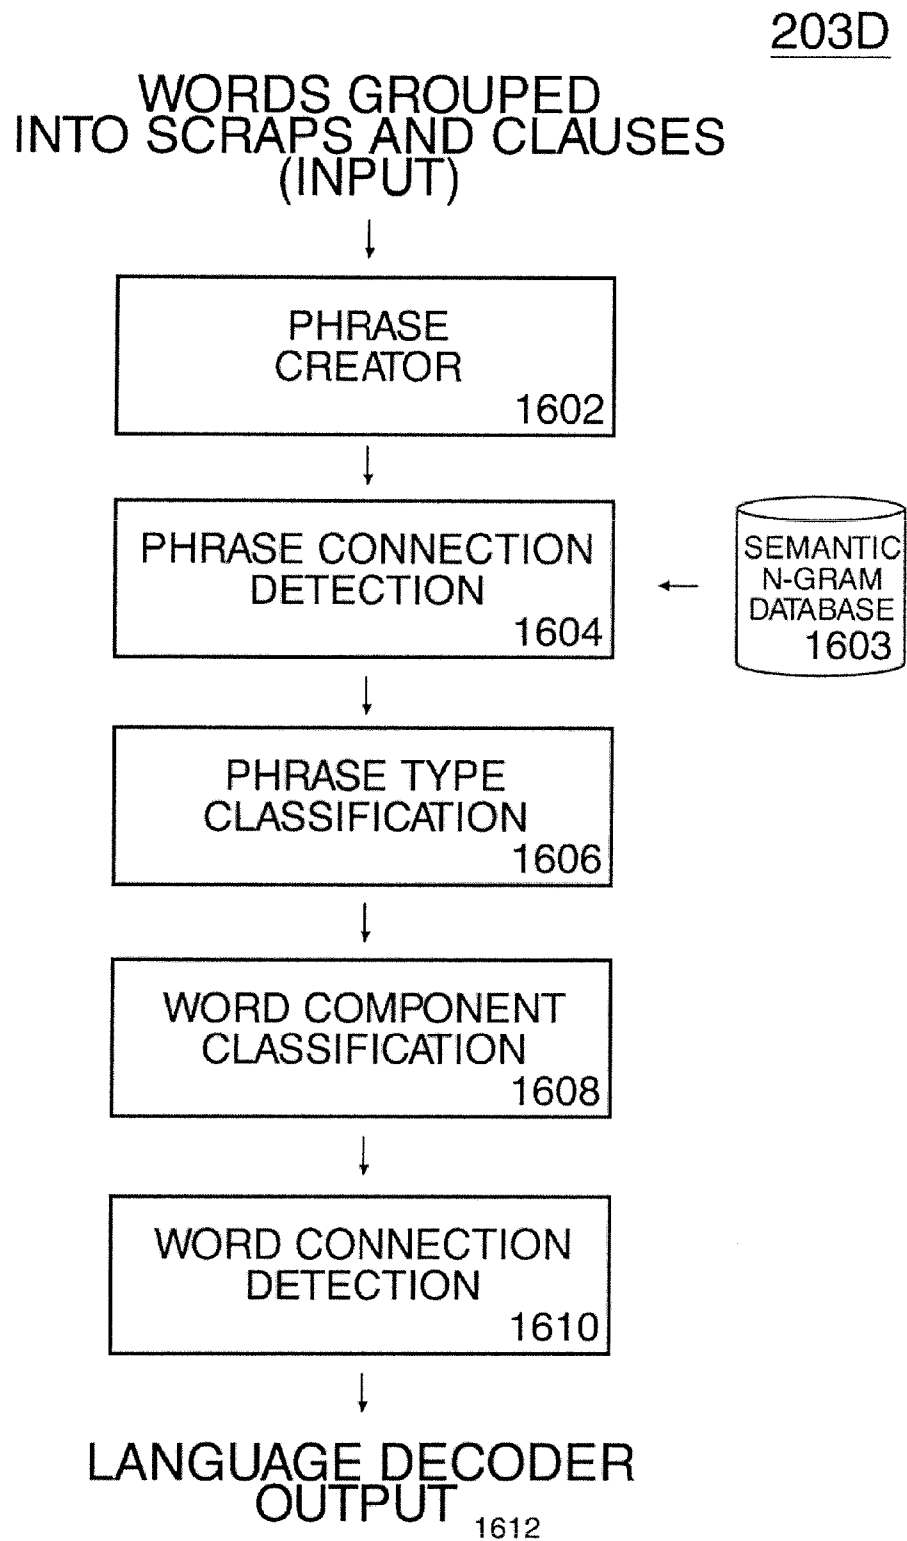 203D
WORDS GROUPED
INTO SCRAPS AND CLAUSES
(INPUT)
PHRASE
CREATOR
1602
PHRASE CONNECTION
DETECTION
1604
SEMANTIC
N-GRAM
DATABASE
1603
PHRASE TYPE
CLASSIFICATION
1606
WORD COMPONENT
CLASSIFICATION
1608
WORD CONNECTION
DETECTION
1610
LANGUAGE DECODER
OUTPUT
1612